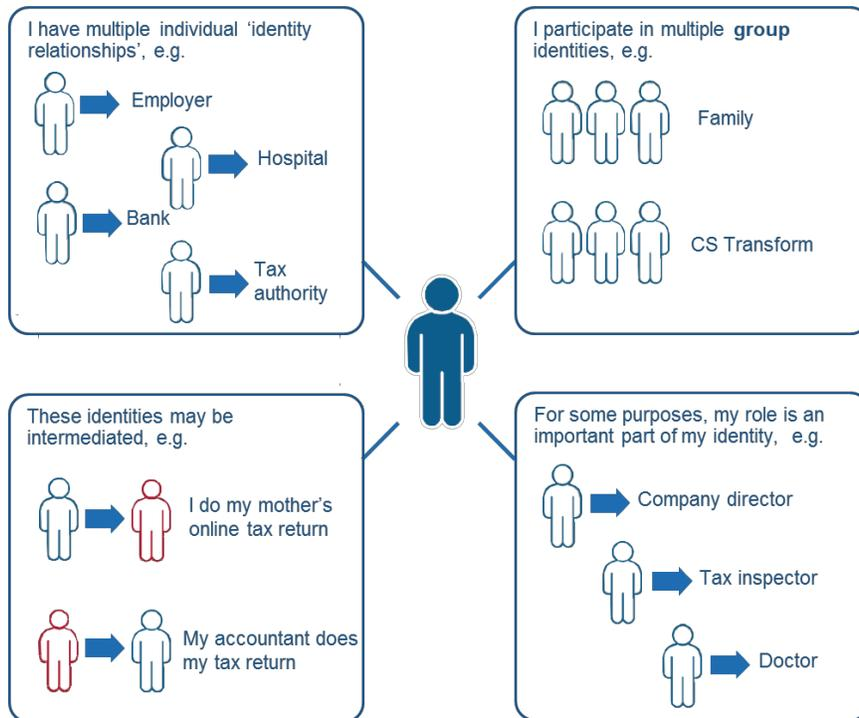 I have multiple individual ‘identity
relationships’, e.g.
Employer
Hospital
Bank
Tax
authority
I participate in multiple group
identities, e.g.
Family
CS Transform
These identities may be
intermediated, e.g.
I do my mother’s
online tax return
My accountant does
my tax return
For some purposes, my role is an
important part of my identity, e.g.
Company director
Tax inspector
Doctor